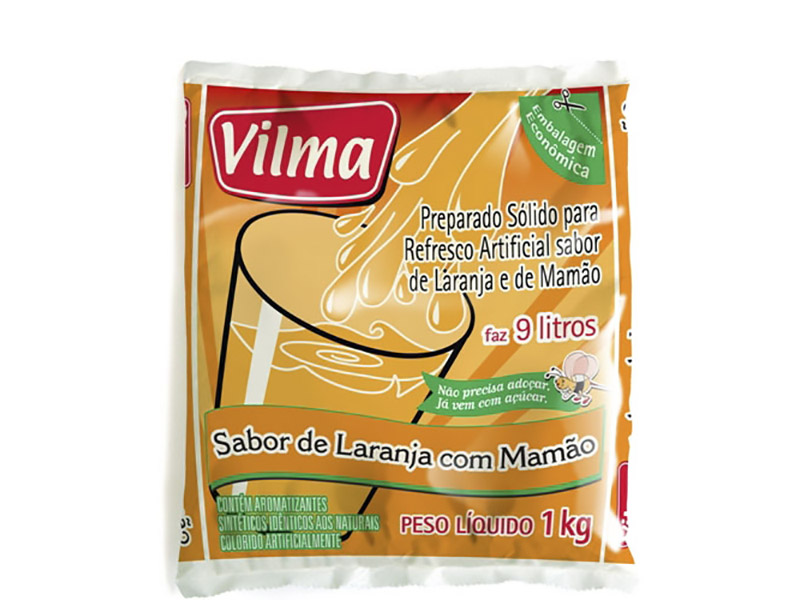 Vilma
Embalagem
Econômica
Preparado Sólido para
Refresco Artificial sabor
de Laranja e de Mamão
faz 9 litros
Não precisa adoçar.
Já vem com açúcar.
Sabor de Laranja com Mamão
CONTÉM AROMATIZANTES
SINTÉTICOS IDÊNTICOS AOS NATURAIS
COLORIDO ARTIFICIALMENTE
PESO LÍQUIDO 1 kg